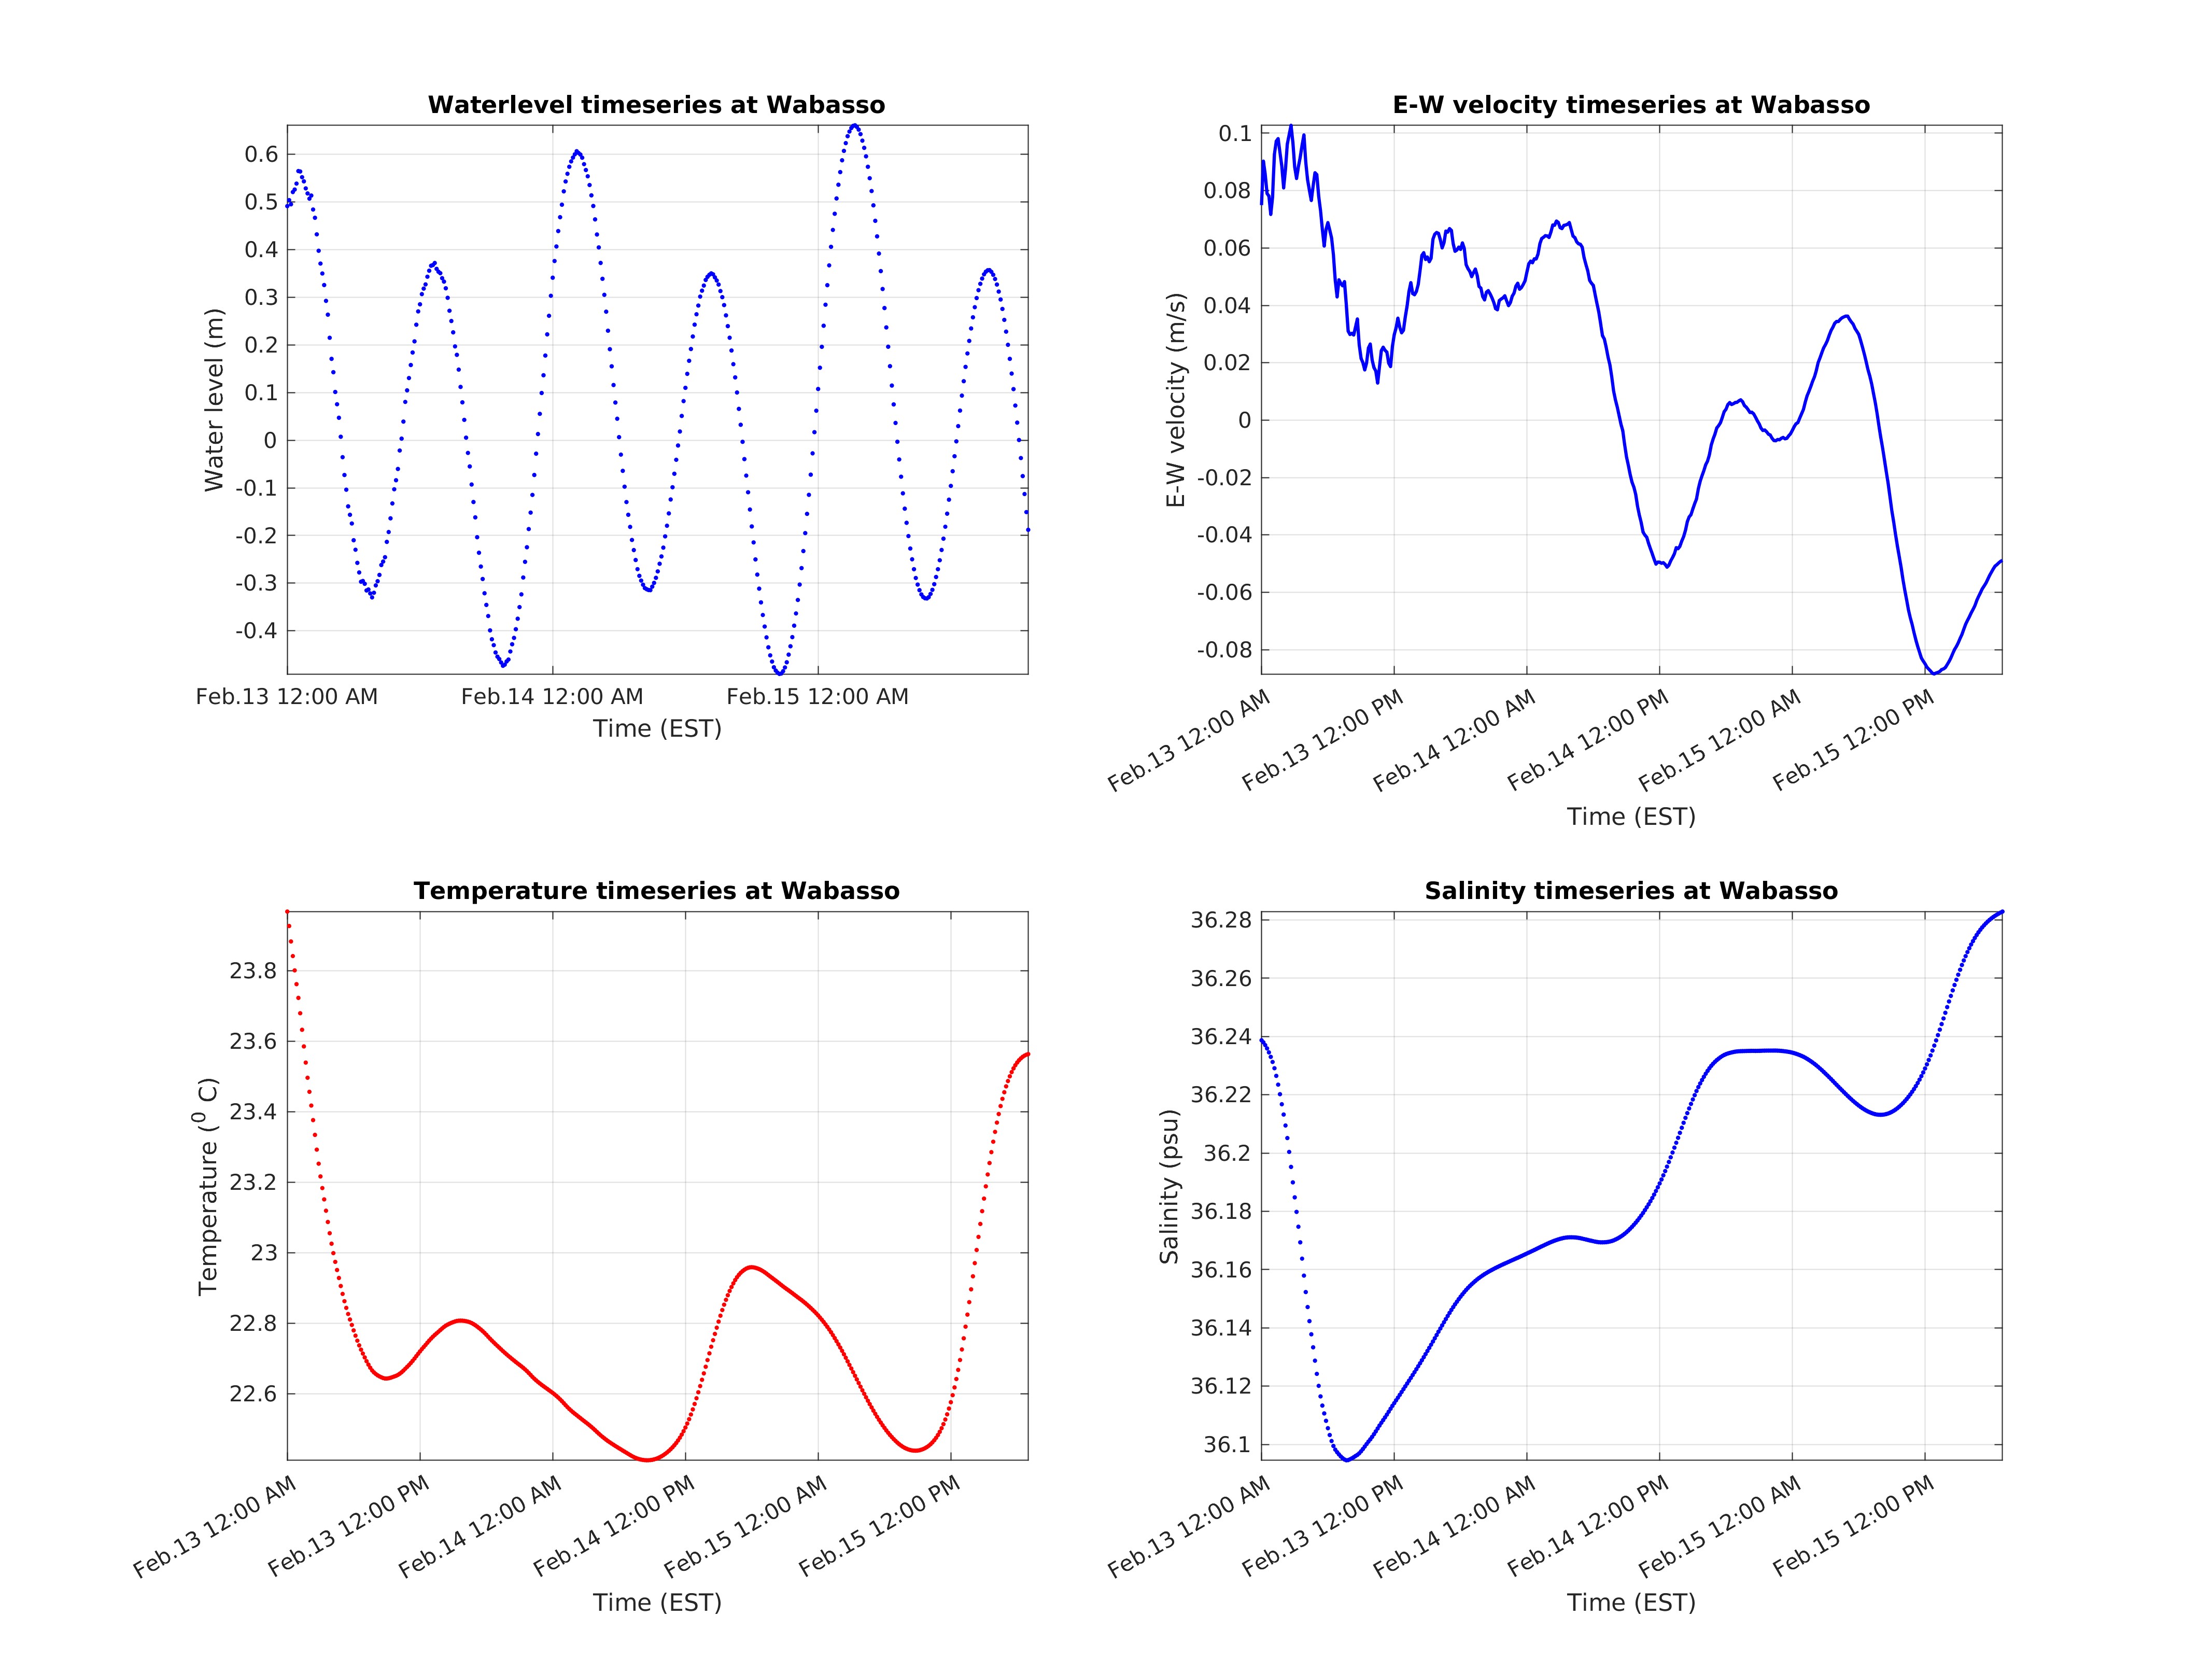 Waterlevel timeseries at Wabasso
0.6
0.5
0.4
0.3
0.2
0.1
0
-0.1
-0.2
-0.3
-0.4
Water level (m)
Feb.13 12:00 AM
Feb.14 12:00 AM
Feb.15 12:00 AM
Time (EST)
E-W velocity timeseries at Wabasso
0.1
0.08
0.06
0.04
0.02
0
-0.02
-0.04
-0.06
-0.08
E-W velocity (m/s)
Feb.13 12:00 AM
Feb.13 12:00 PM
Feb.14 12:00 AM
Feb.14 12:00 PM
Feb.15 12:00 AM
Feb.15 12:00 PM
Time (EST)
Temperature timeseries at Wabasso
23.8
23.6
23.4
23.2
23
22.8
22.6
Temperature (⁰ C)
Feb.13 12:00 AM
Feb.13 12:00 PM
Feb.14 12:00 AM
Feb.14 12:00 PM
Feb.15 12:00 AM
Feb.15 12:00 PM
Time (EST)
Salinity timeseries at Wabasso
36.28
36.26
36.24
36.22
36.2
36.18
36.16
36.14
36.12
36.1
Salinity (psu)
Feb.13 12:00 AM
Feb.13 12:00 PM
Feb.14 12:00 AM
Feb.14 12:00 PM
Feb.15 12:00 AM
Feb.15 12:00 PM
Time (EST)